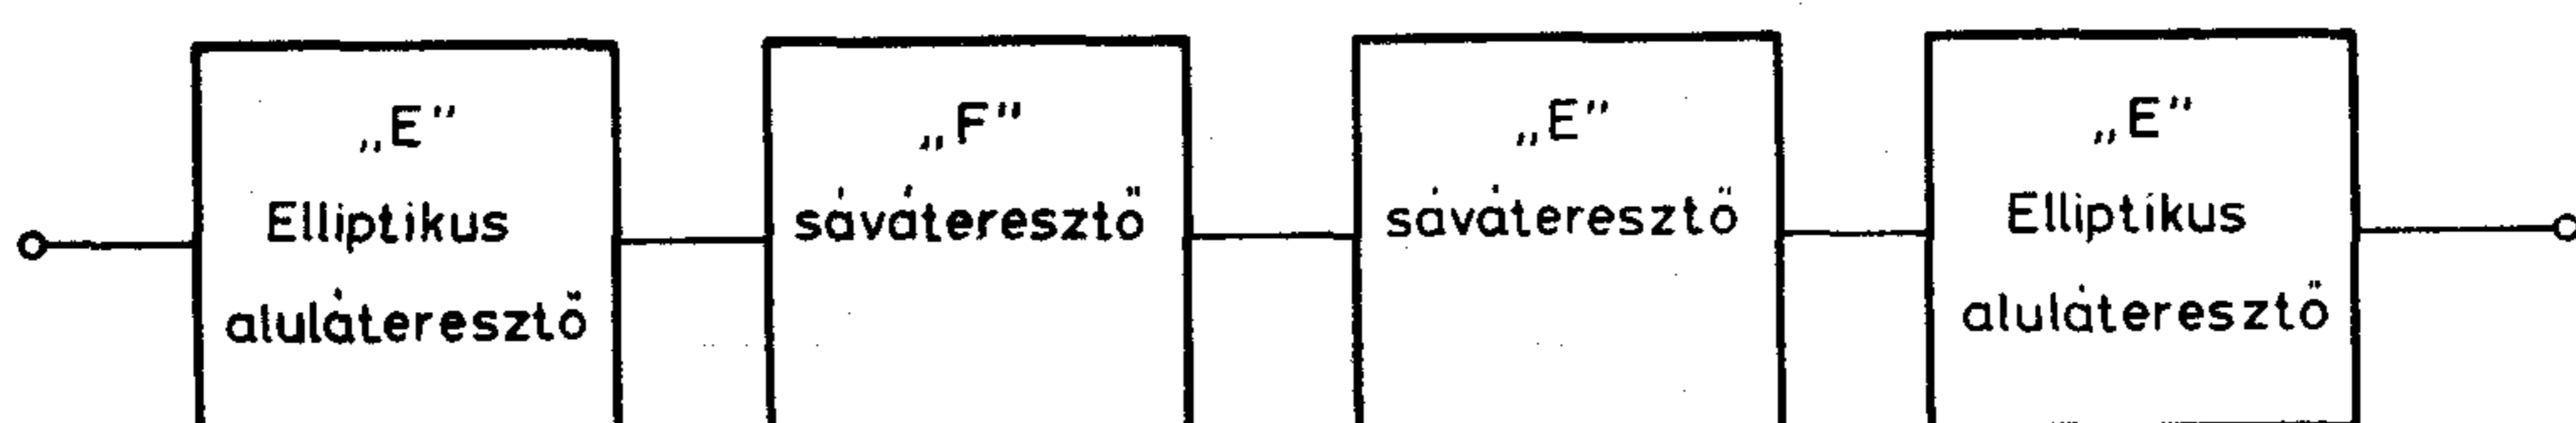 „E”
Elliptikus
aluláteresztő
„F”
sáváteresztő
„E”
sáváteresztő
„E”
Elliptikus
aluláteresztő